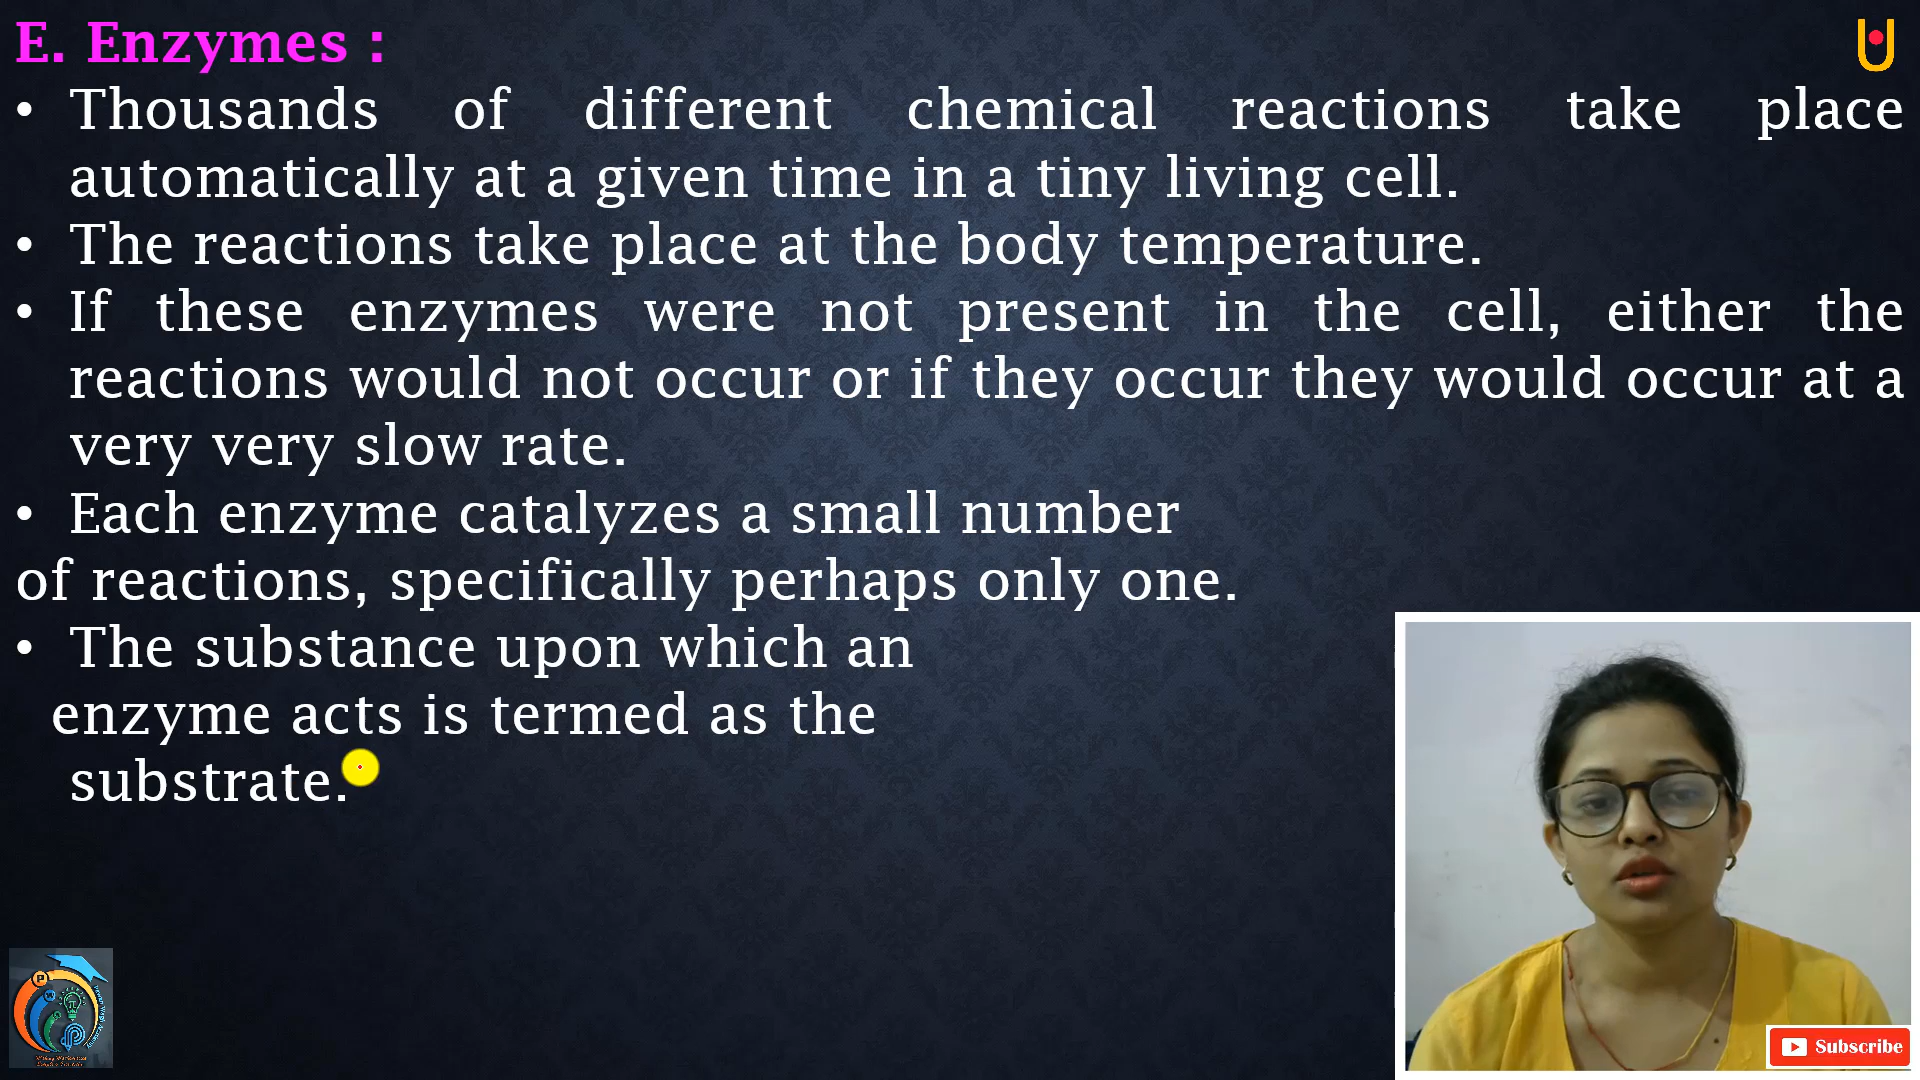 E. Enzymes :
• Thousands of different chemical reactions take place
automatically at a given time in a tiny living cell.
• The reactions take place at the body temperature.
• If these enzymes were not present in the cell, either the
reactions would not occur or if they occur they would occur at a
very very slow rate.
• Each enzyme catalyzes a small number
of reactions, specifically perhaps only one.
• The substance upon which an
enzyme acts is termed as the
substrate.
Subscribe